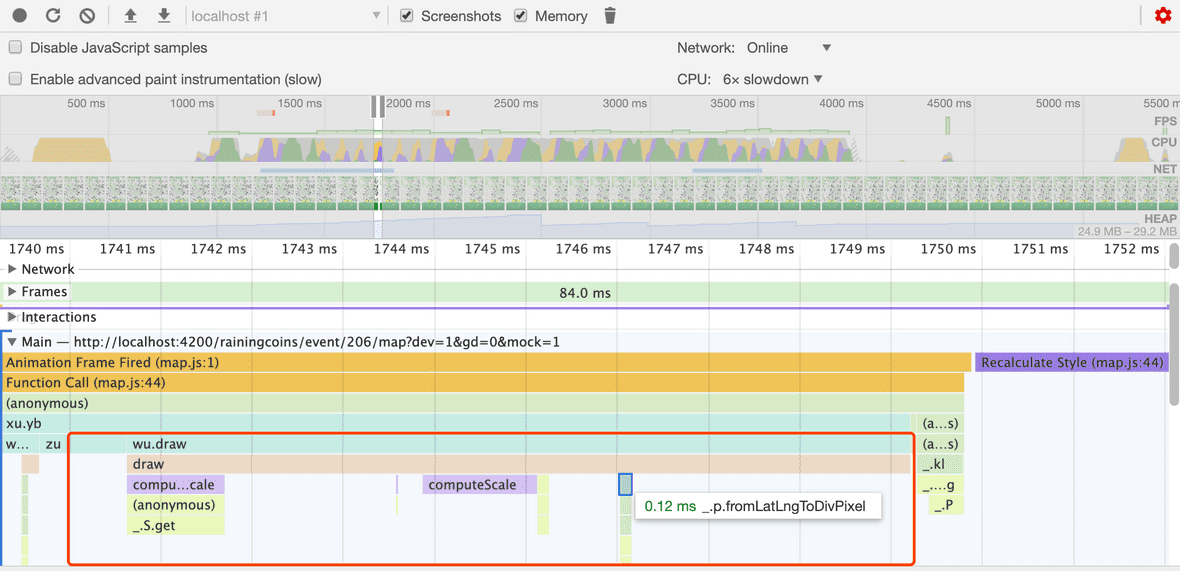 localhost #1 Screenshots Memory
Disable JavaScript samples Network: Online
Enable advanced paint instrumentation (slow) CPU: 6× slowdown
500 ms 1000 ms 1500 ms 2000 ms 2500 ms 3000 ms 3500 ms 4000 ms 4500 ms 5000 ms 5500 m
FPS
CPU
NET
HEAP
24.9 MB – 29.2 MB
1740 ms 1741 ms 1742 ms 1743 ms 1744 ms 1745 ms 1746 ms 1747 ms 1748 ms 1749 ms 1750 ms 1751 ms 1752 ms
Network
Frames 84.0 ms
Interactions
Main — http://localhost:4200/rainingcoins/event/206/map?dev=1&gd=0&mock=1
Animation Frame Fired (map.js:1) Recalculate Style (map.js:44)
Function Call (map.js:44)
(anonymous)
xu.yb (a...s)
w... zu wu.draw (a...s)
draw _.kl
compu...cale computeScale _....g
(anonymous) 0.12 ms _.p.fromLatLngToDivPixel _.P
_.S.get